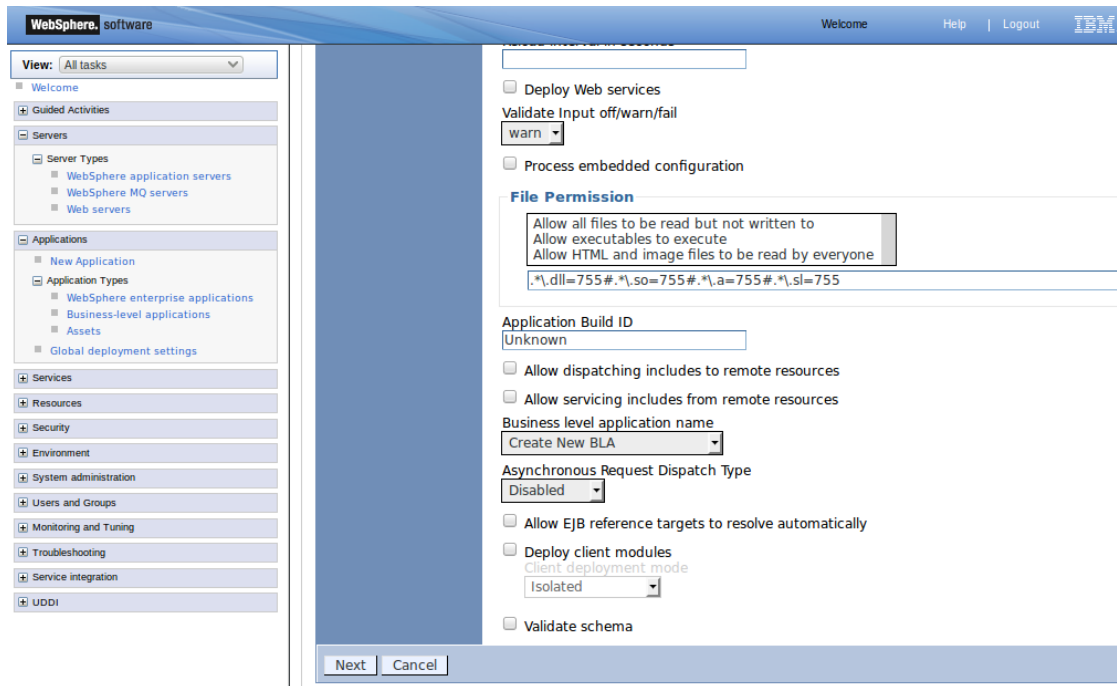 WebSphere. software
Welcome Help | Logout IBM
View: All tasks
Welcome
Guided Activities
Servers
Server Types
WebSphere application servers
WebSphere MQ servers
Web servers
Applications
New Application
Application Types
WebSphere enterprise applications
Business-level applications
Assets
Global deployment settings
Services
Resources
Security
Environment
System administration
Users and Groups
Monitoring and Tuning
Troubleshooting
Service integration
UDDI
Deploy Web services
Validate Input off/warn/fail
warn
Process embedded configuration
File Permission
Allow all files to be read but not written to
Allow executables to execute
Allow HTML and image files to be read by everyone
.*\.dll=755#.*\.so=755#.*\.a=755#.*\.sl=755
Application Build ID
Unknown
Allow dispatching includes to remote resources
Allow servicing includes from remote resources
Business level application name
Create New BLA
Asynchronous Request Dispatch Type
Disabled
Allow EJB reference targets to resolve automatically
Deploy client modules
Client deployment mode
Isolated
Validate schema
Next Cancel